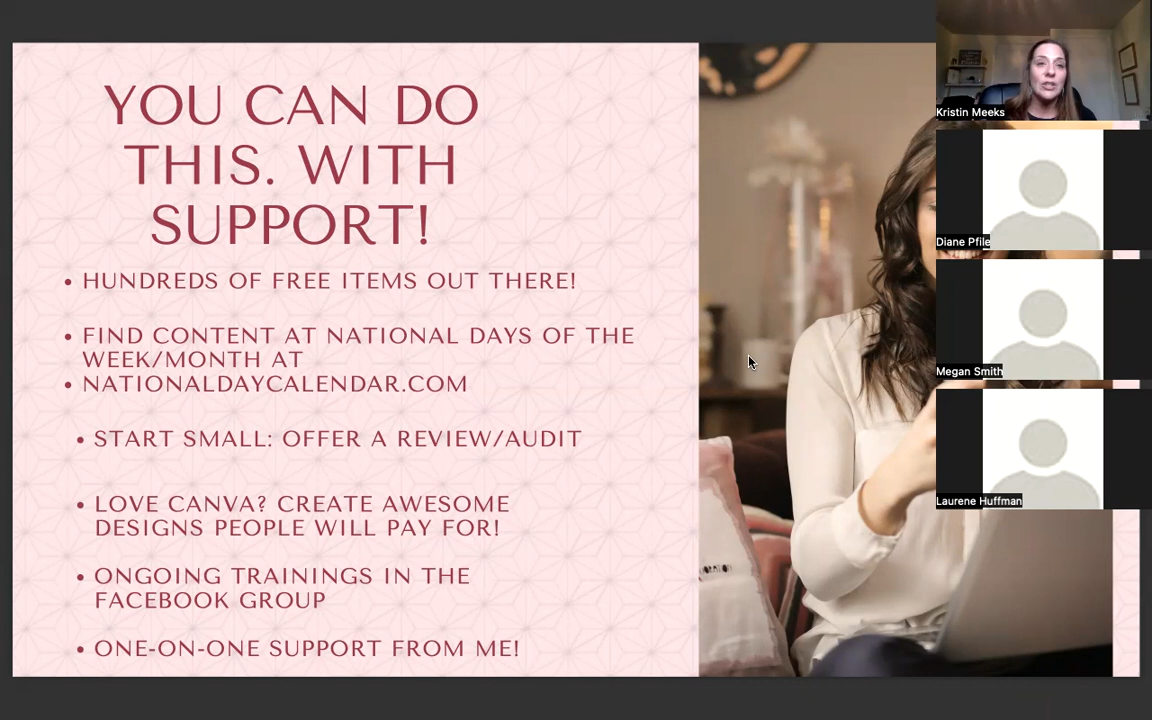 YOU CAN DO
THIS. WITH
SUPPORT!
• HUNDREDS OF FREE ITEMS OUT THERE!
• FIND CONTENT AT NATIONAL DAYS OF THE
WEEK/MONTH AT
• NATIONALDAYCALENDAR.COM
• START SMALL: OFFER A REVIEW/AUDIT
• LOVE CANVA? CREATE AWESOME
DESIGNS PEOPLE WILL PAY FOR!
• ONGOING TRAININGS IN THE
FACEBOOK GROUP
• ONE-ON-ONE SUPPORT FROM ME!
Kristin Meeks
Diane Pfile
Megan Smith
Laurene Huffman